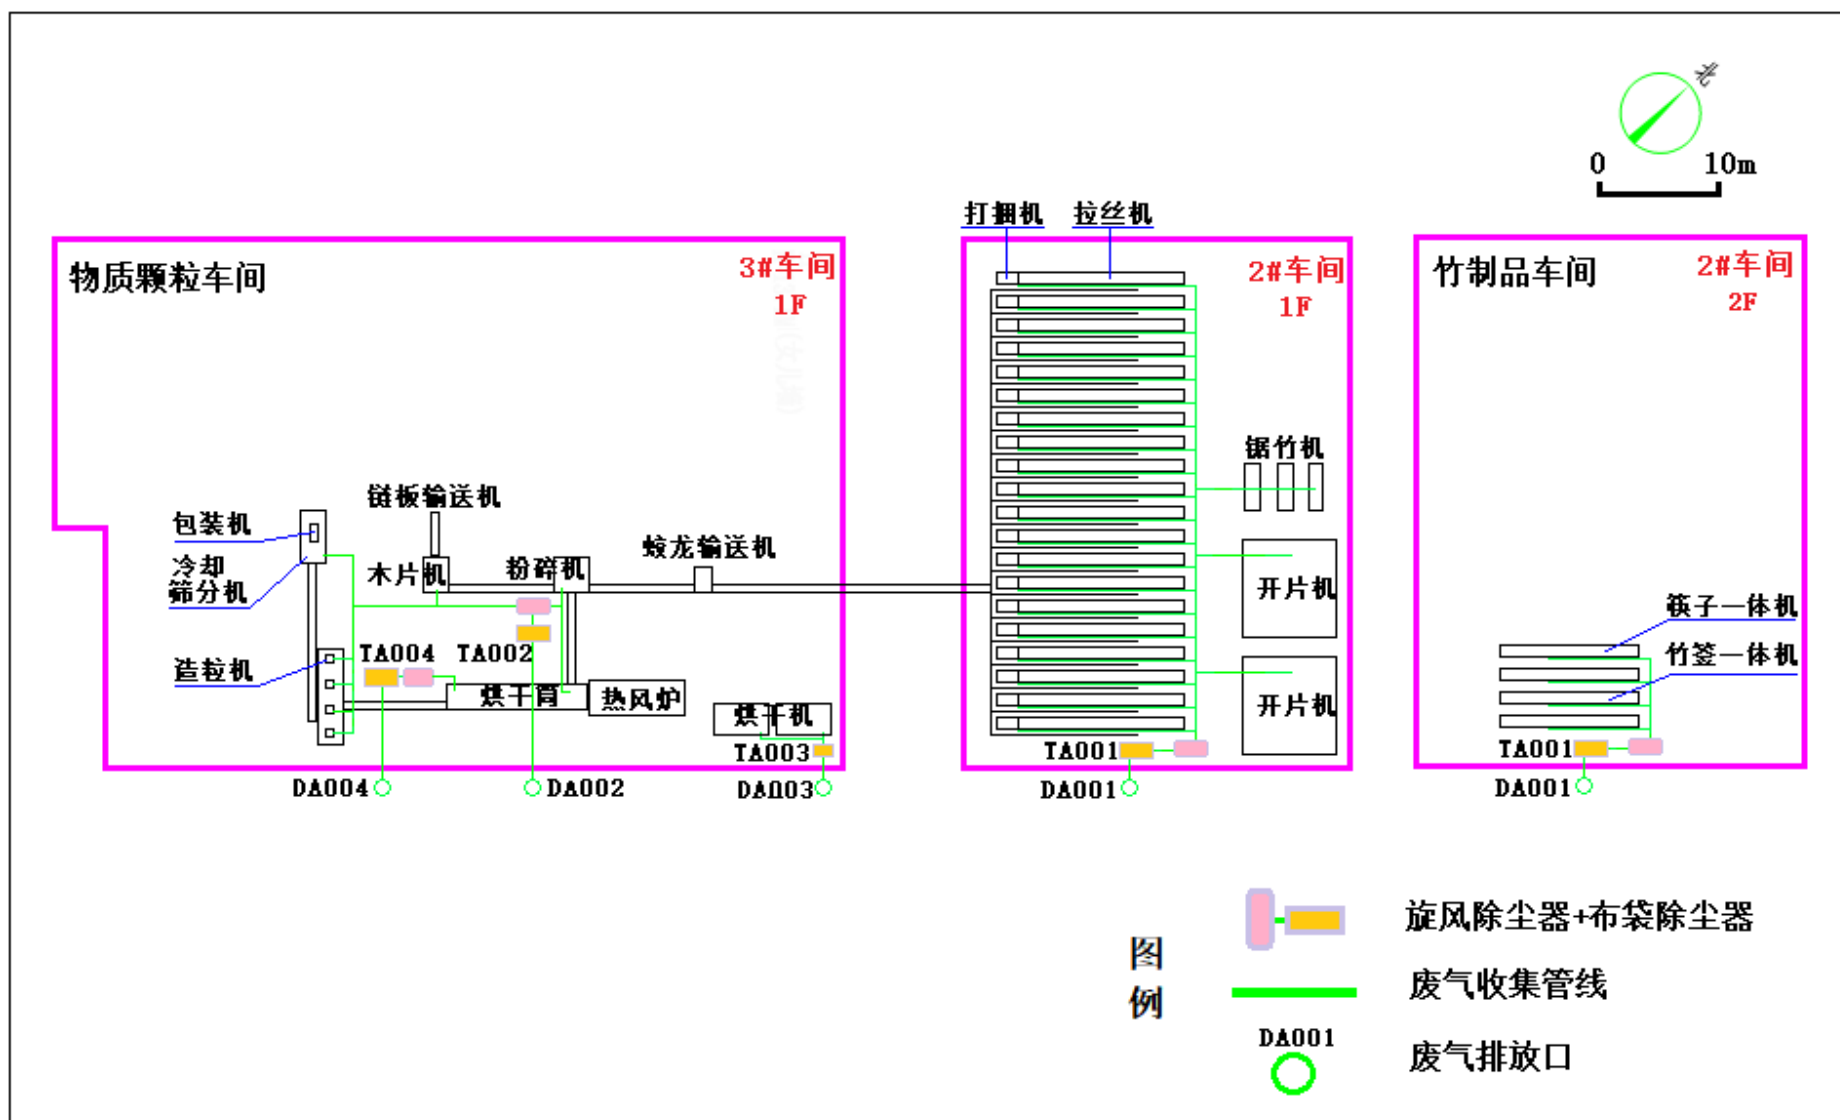 北
0 10m
打捆机 拉丝机
物质颗粒车间
3#车间
1F
2#车间
1F
竹制品车间
2#车间
2F
锯竹机
链板输送机
包装机
冷却
筛分机
木片机
粉碎机
蛟龙输送机
开片机
筷子一体机
竹签一体机
造粒机
TA004
TA002
烘干筒
热风炉
烘干机
TA003
开片机
TA001
TA001
DA004
DA002
DA003
DA001
DA001
图
例
旋风除尘器+布袋除尘器
废气收集管线
DA001
废气排放口